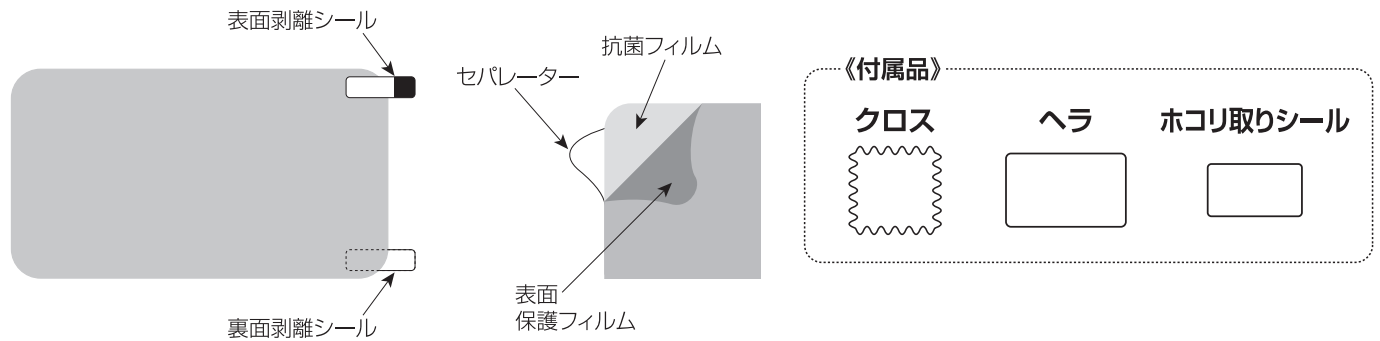 表面剥離シール
裏面剥離シール
セパレーター
抗菌フィルム
表面
保護フィルム
《付属品》
クロス
ヘラ
ホコリ取りシール